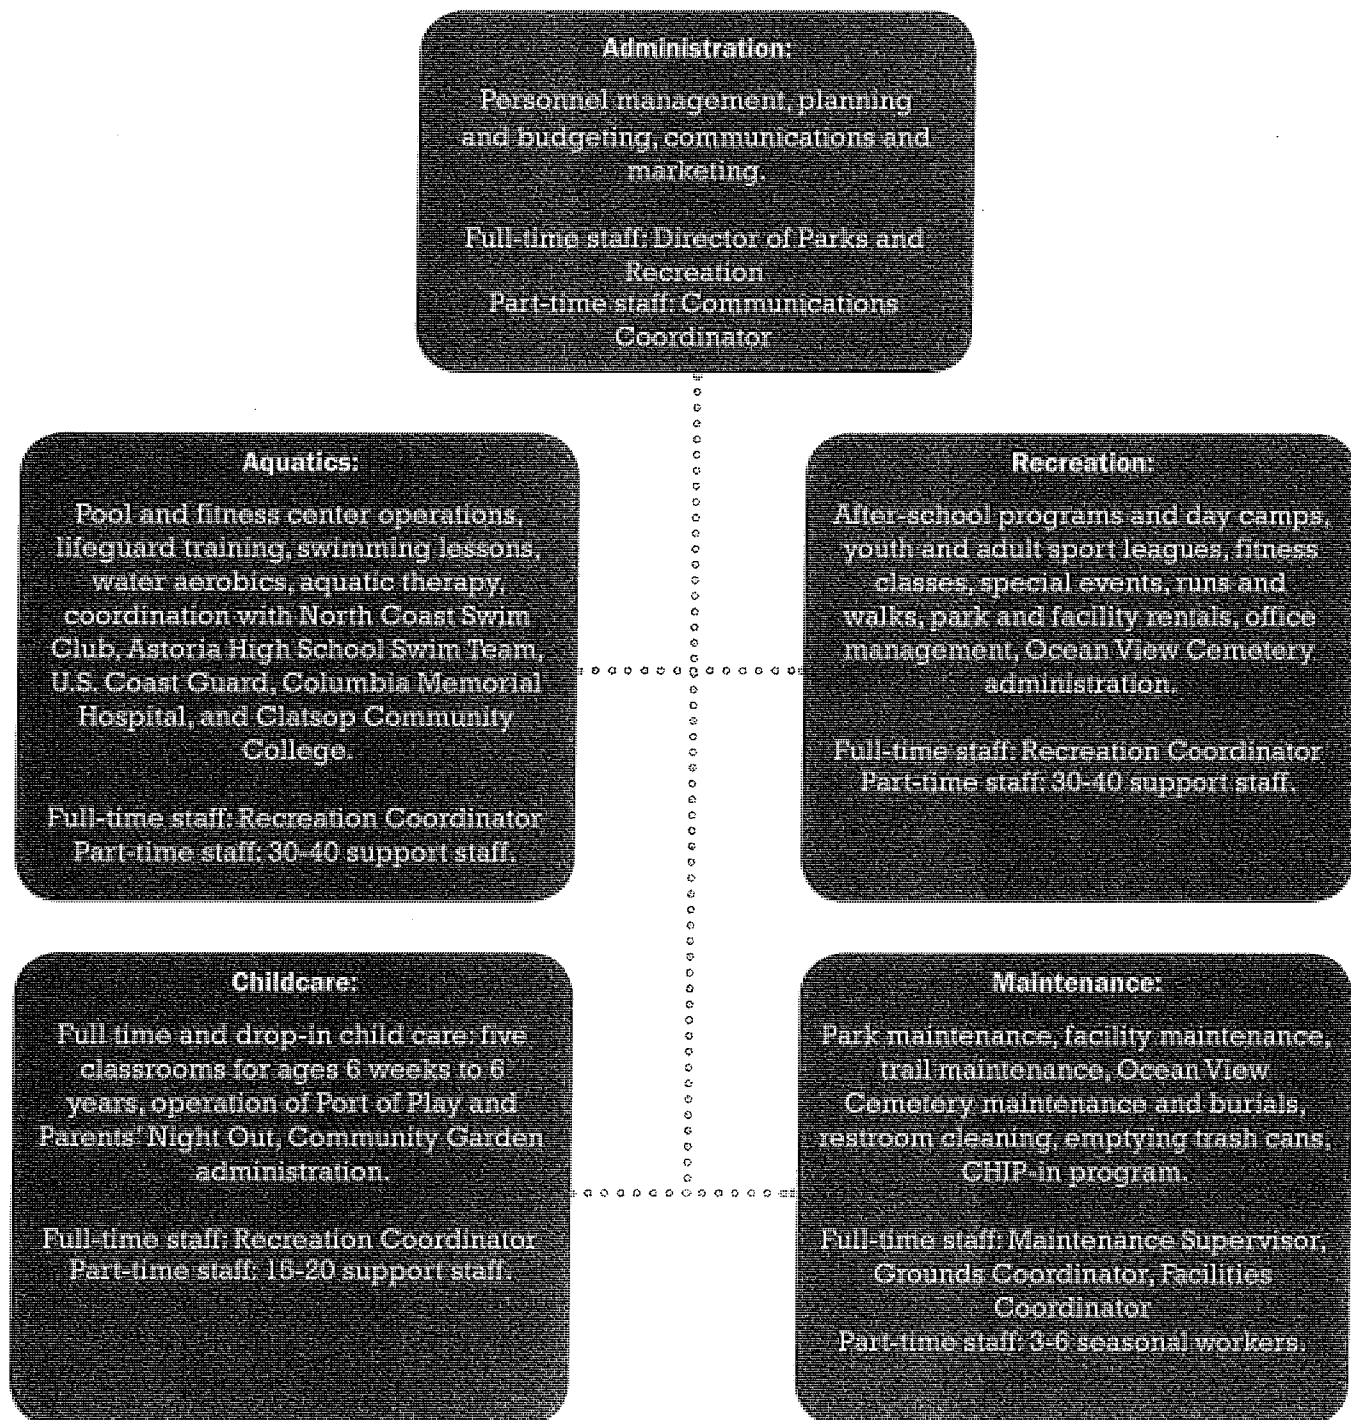 Administration:
Personnel management, planning
and budgeting, communications and
marketing.
Full-time staff: Director of Parks and
Recreation
Part-time staff: Communications
Coordinator
Aquatics:
Pool and fitness center operations,
lifeguard training, swimming lessons,
water aerobics, aquatic therapy,
coordination with North Coast Swim
Club, Astoria High School Swim Team,
U.S. Coast Guard, Columbia Memorial
Hospital, and Clatsop Community
College.
Full-time staff: Recreation Coordinator
Part-time staff: 30-40 support staff.
Recreation:
After-school programs and day camps,
youth and adult sport leagues, fitness
classes, special events, runs and
walks, park and facility rentals, office
management, Ocean View Cemetery
administration.
Full-time staff: Recreation Coordinator
Part-time staff: 30-40 support staff.
Childcare:
Full time and drop-in child care: five
classrooms for ages 6 weeks to 6
years, operation of Port of Play and
Parents' Night Out, Community Garden
administration.
Full-time staff: Recreation Coordinator
Part-time staff: 15-20 support staff.
Maintenance:
Park maintenance, facility maintenance,
trail maintenance, Ocean View
Cemetery maintenance and burials,
restroom cleaning, emptying trash cans,
CHIP-in program.
Full-time staff: Maintenance Supervisor,
Grounds Coordinator, Facilities
Coordinator
Part-time staff: 3-6 seasonal workers.